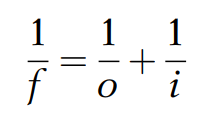 1/f = 1/o + 1/i